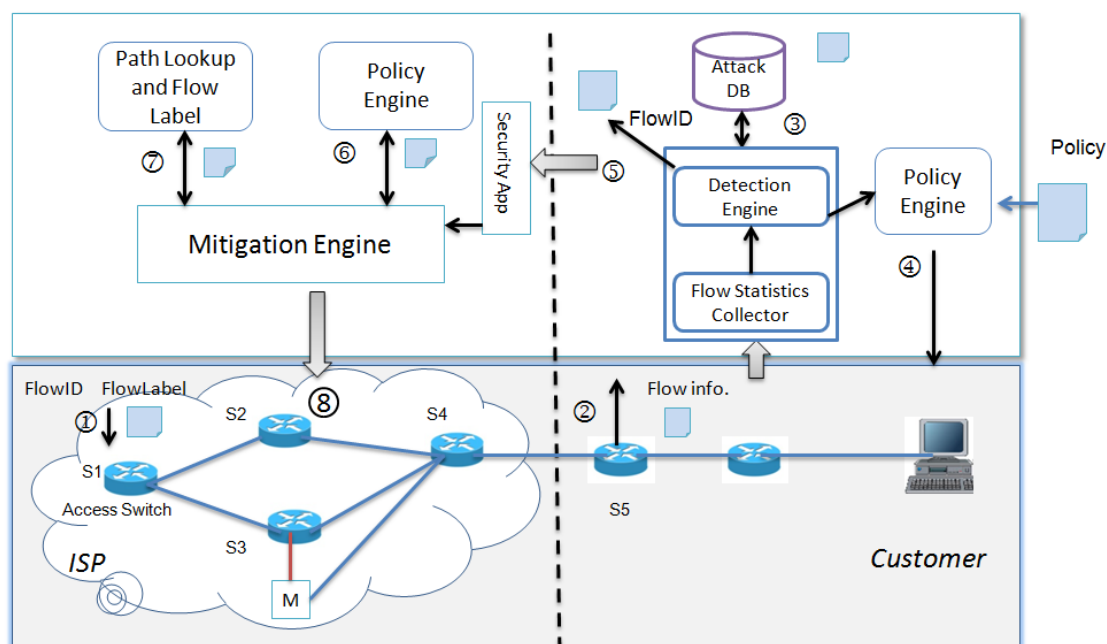 Path Lookup
and Flow
Label
Policy
Engine
Security App
Attack
DB
FlowID
③
⑦
⑥
⑤
Detection
Engine
Policy
Engine
Policy
Mitigation Engine
④
Flow Statistics
Collector
FlowID FlowLabel
①
S2
⑧
S4
②
Flow info.
S1
Access Switch
S5
S3
ISP
M
Customer